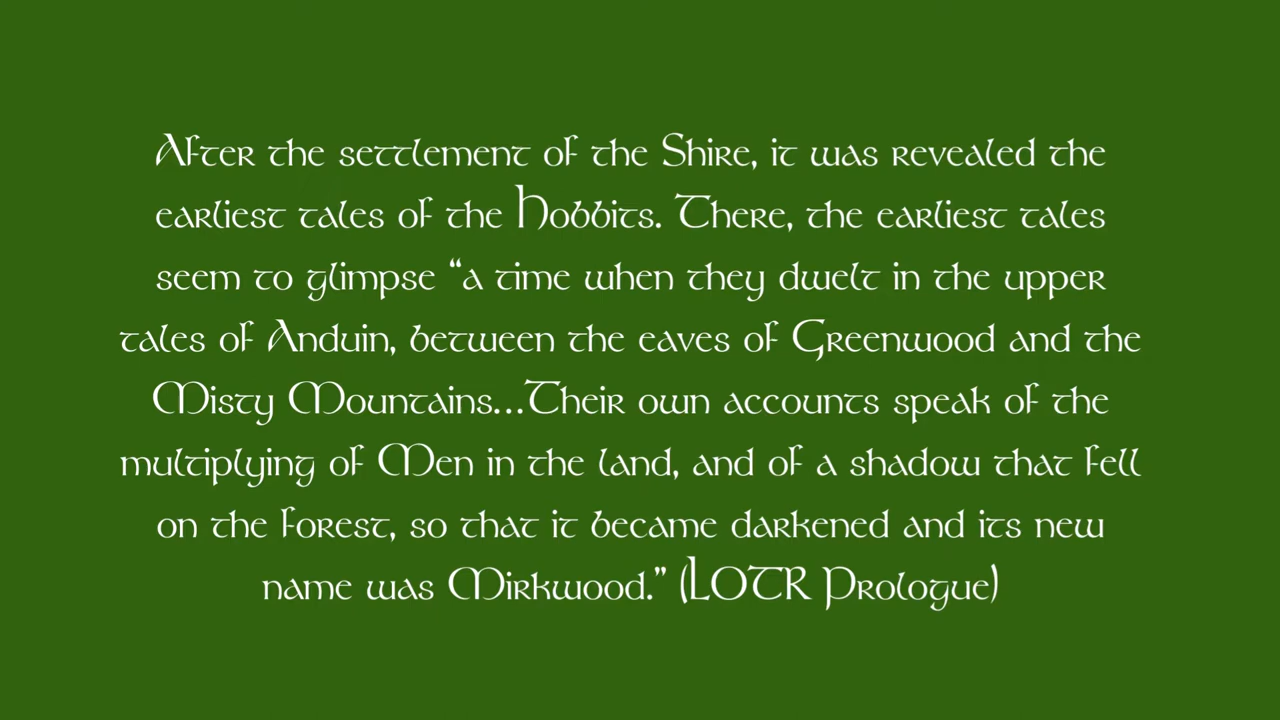 After the settlement of the Shire, it was revealed the
earliest tales of the Hobbits. There, the earliest tales
seem to glimpse “a time when they dwelt in the upper
tales of Anduin, between the eaves of Greenwood and the
Misty Mountains...Their own accounts speak of the
multiplying of Men in the land, and of a shadow that fell
on the forest, so that it became darkened and its new
name was Mirkwood.” (LOTR Prologue)